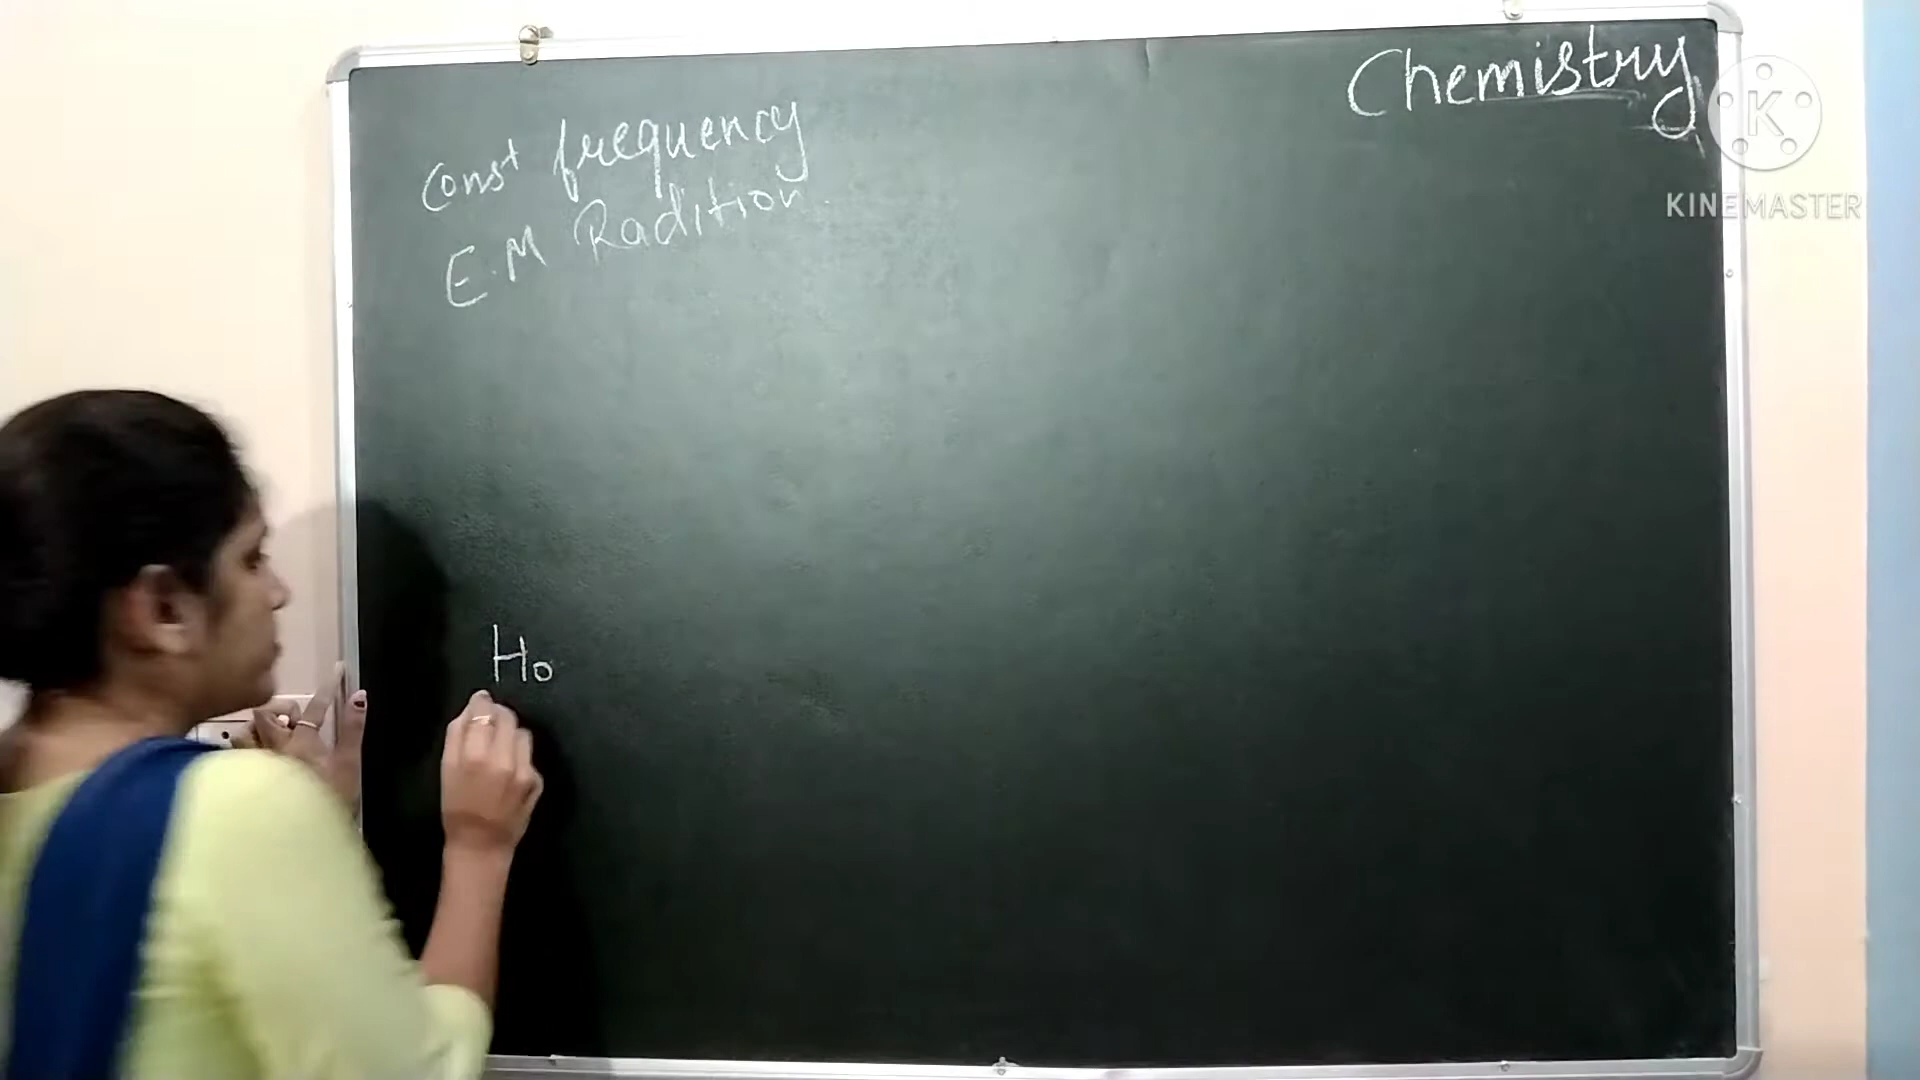 Chemistry
Const frequency
E.M Radition.
Ho
K
KINEMASTER